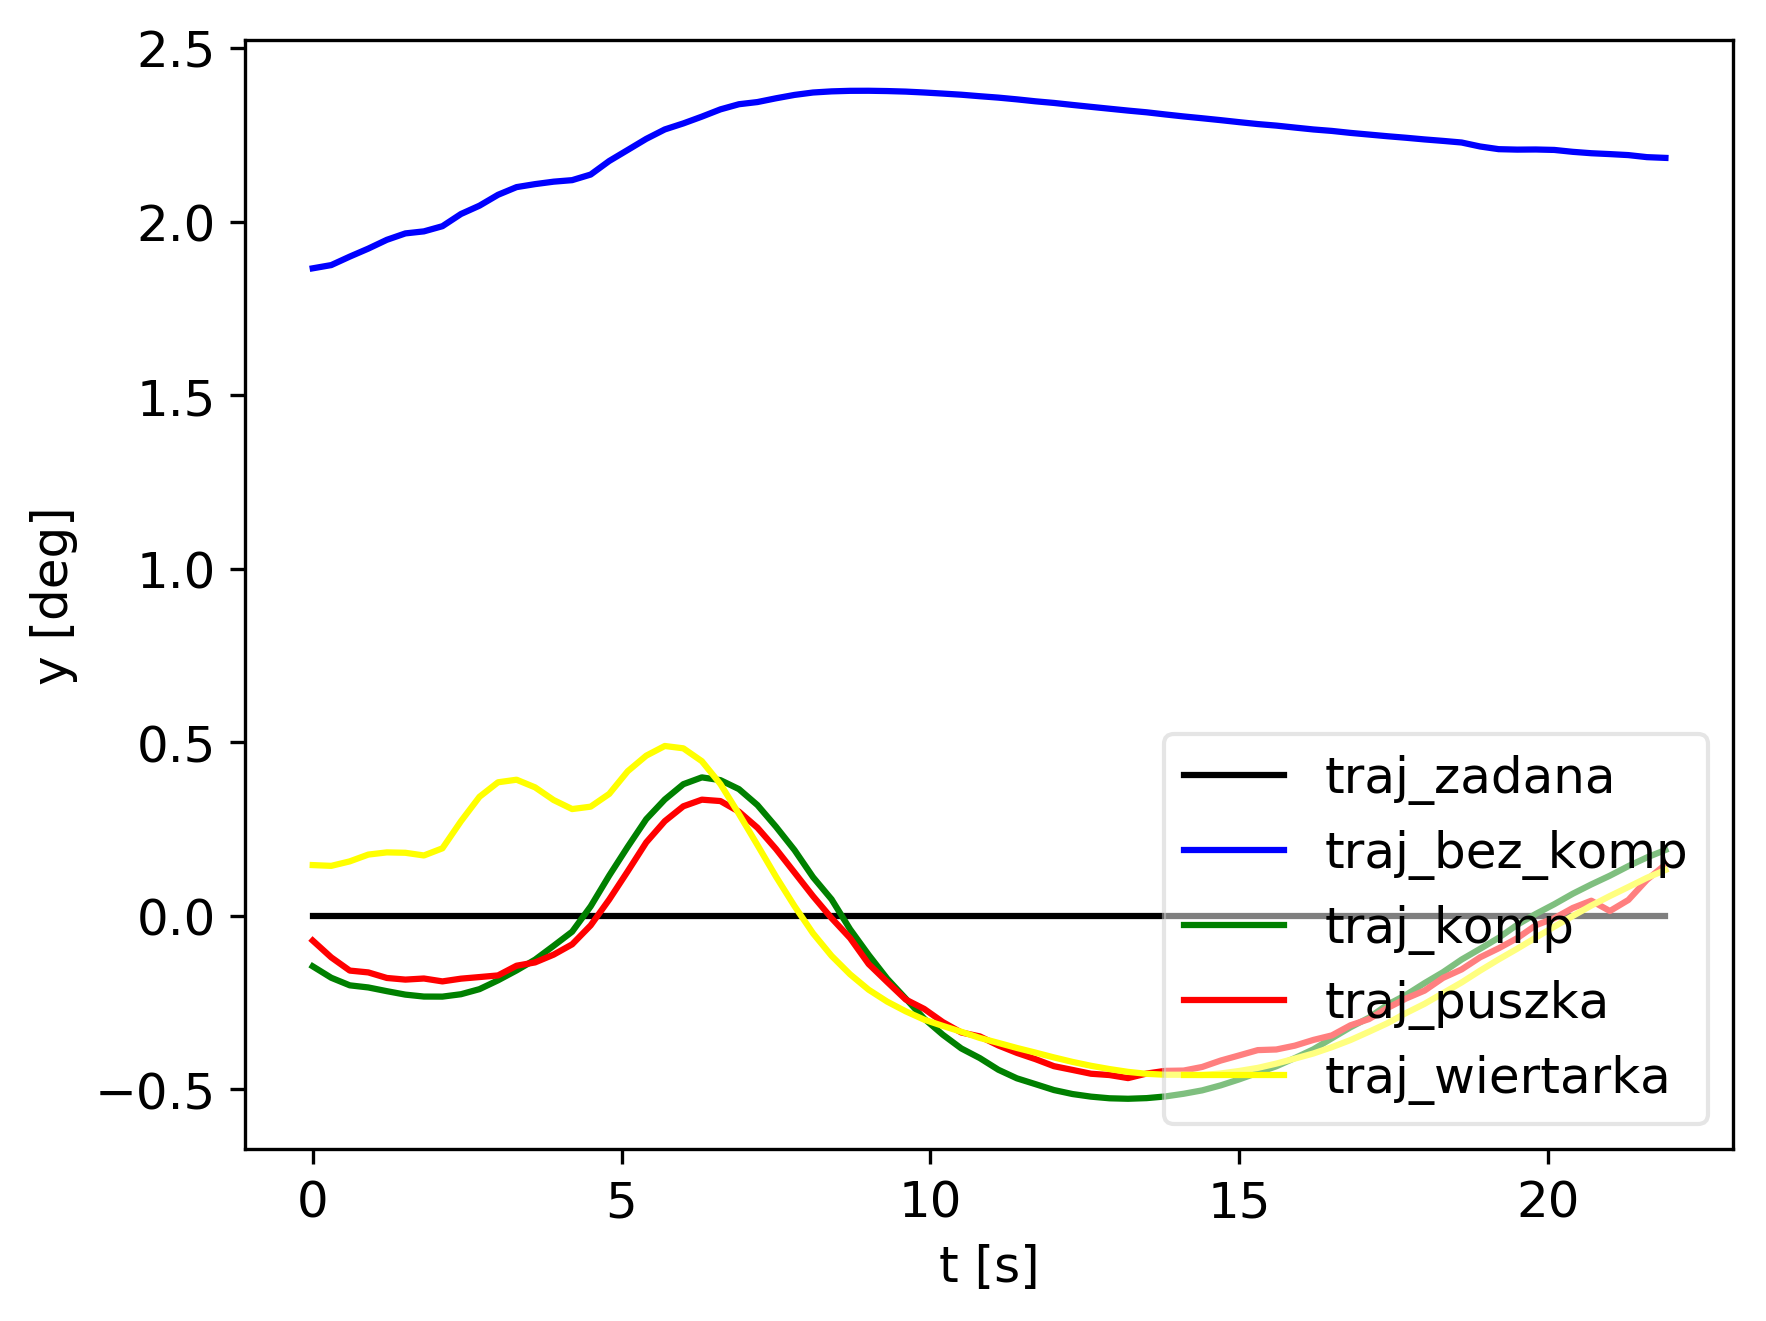 2.5
2.0
1.5
1.0
0.5
0.0
−0.5
y [deg]
traj_zadana
traj_bez_komp
traj_komp
traj_puszka
traj_wiertarka
0 5 10 15 20
t [s]